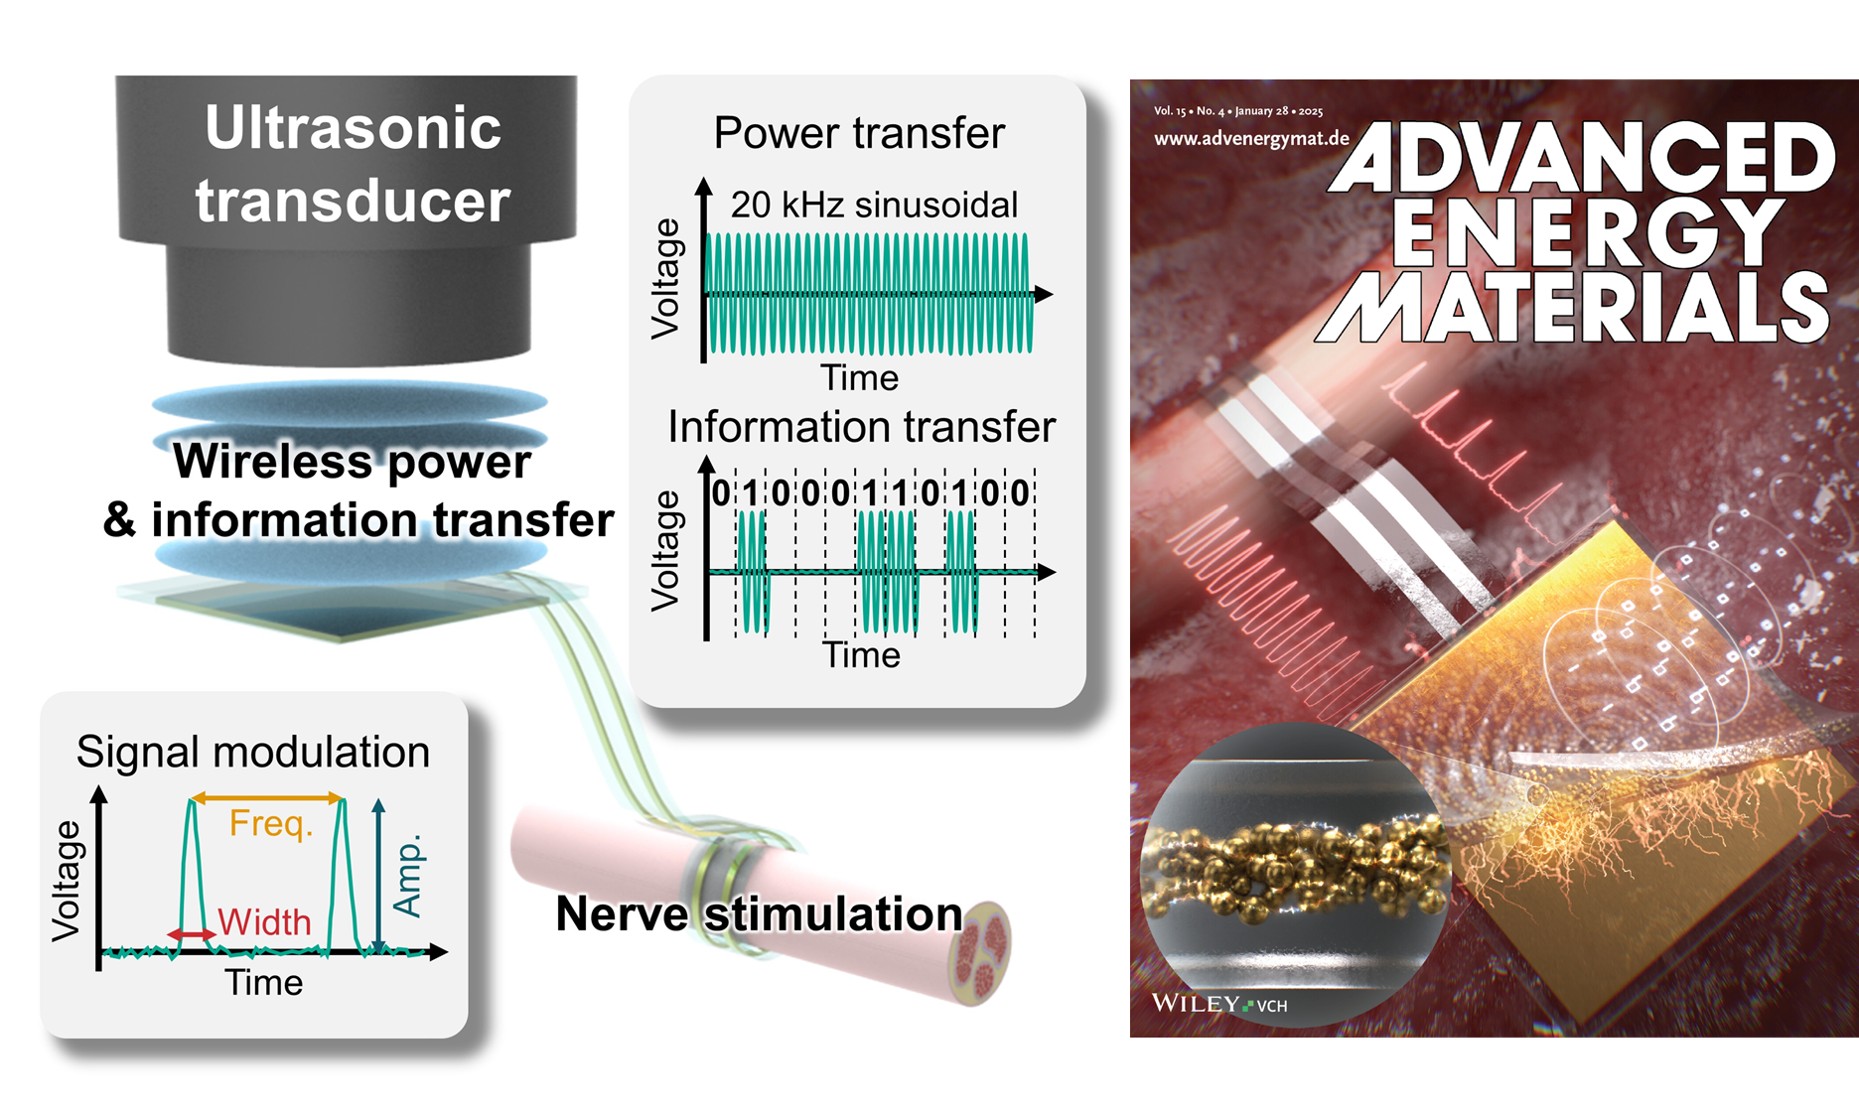 Ultrasonic
transducer
Wireless power
& information transfer
Power transfer
20 kHz sinusoidal
Voltage
Time
Information transfer
0 1 0 0 0 1 1 0 1 0 0
Voltage
Time
Signal modulation
Voltage
Freq.
Amp.
Width
Time
Nerve stimulation
Vol. 15 • No. 4 • January 28 • 2025
www.advenergymat.de
ADVANCED
ENERGY
MATERIALS
WILEY VCH